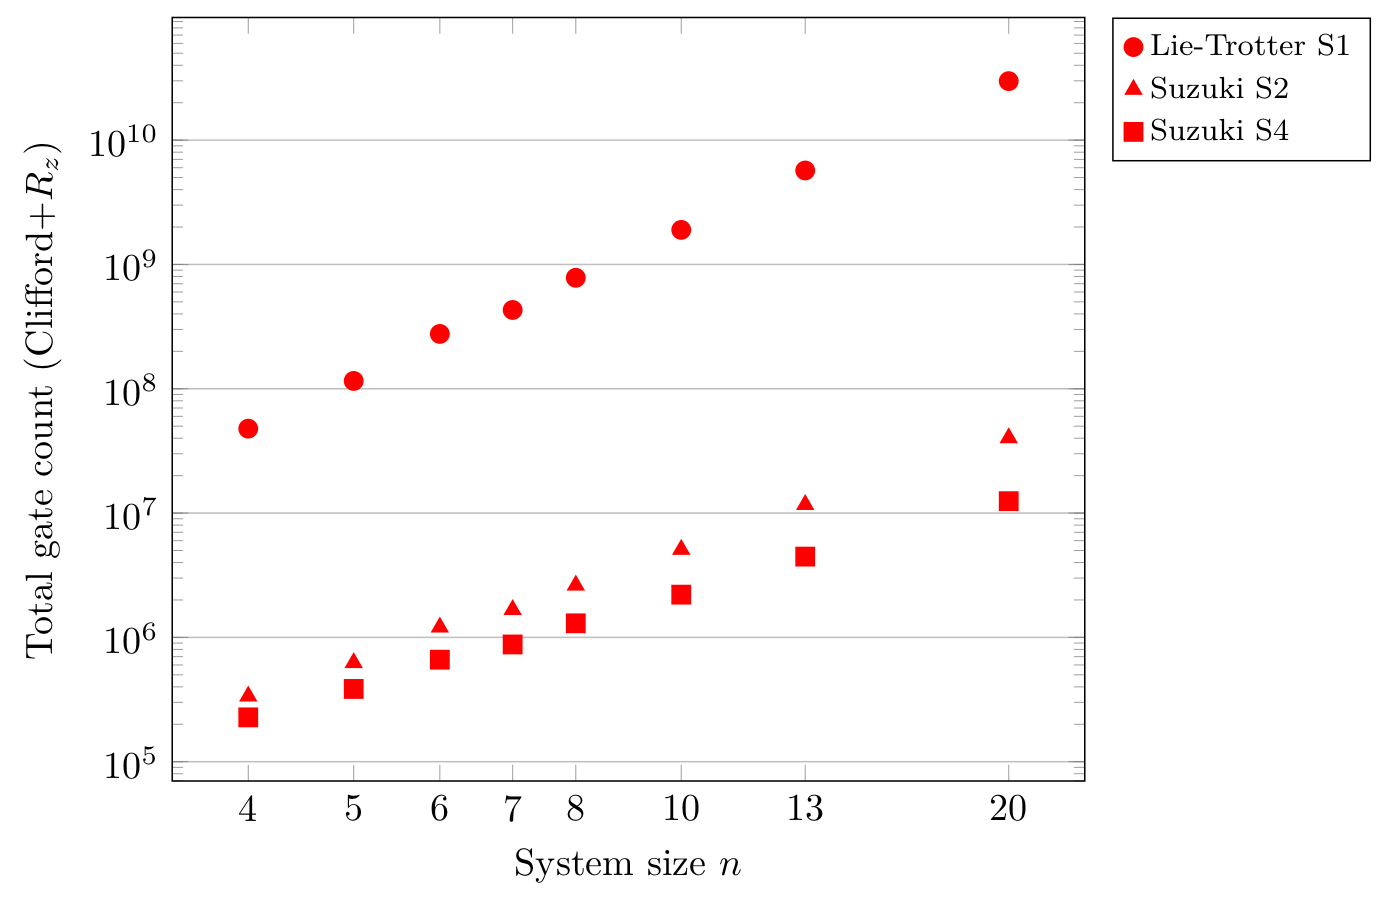 Total gate count (Clifford+R_z)
10^10
10^9
10^8
10^7
10^6
10^5
4 5 6 7 8 10 13 20
System size n
Lie-Trotter S1
Suzuki S2
Suzuki S4